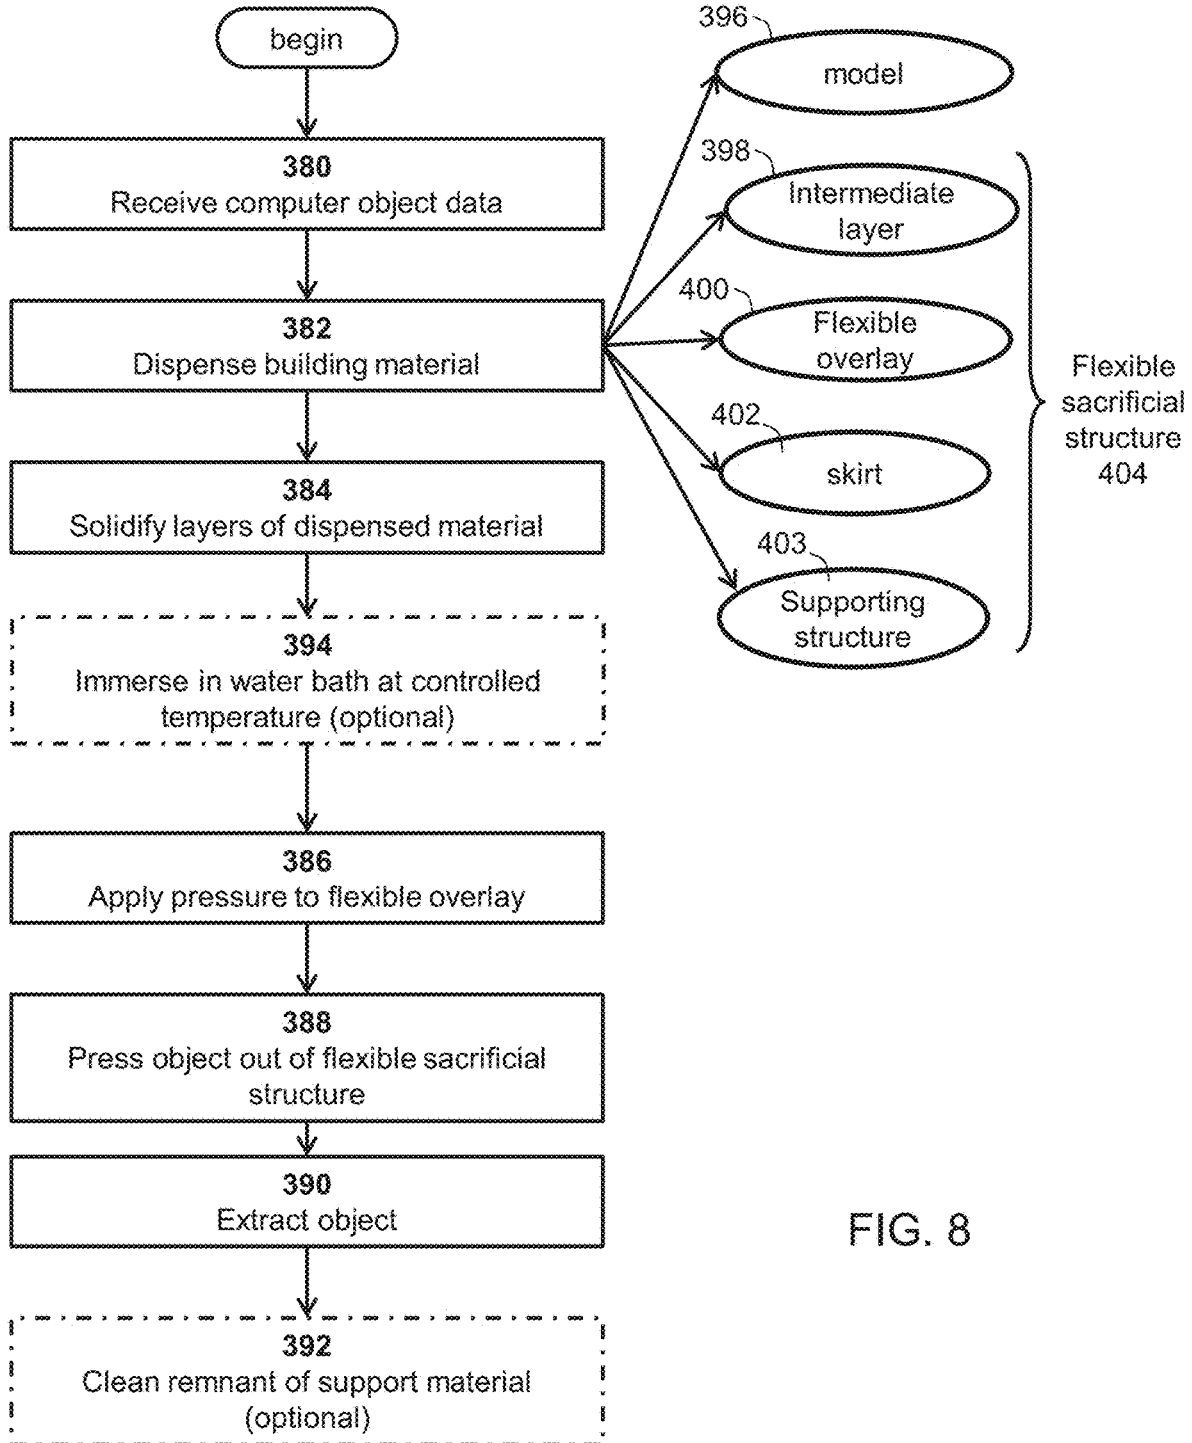 begin
380
Receive computer object data
382
Dispense building material
384
Solidify layers of dispensed material
394
Immerse in water bath at controlled
temperature (optional)
386
Apply pressure to flexible overlay
388
Press object out of flexible sacrificial
structure
390
Extract object
392
Clean remnant of support material
(optional)
396
model
398
Intermediate
layer
400
Flexible
overlay
402
skirt
403
Supporting
structure
Flexible
sacrificial
structure
404
FIG. 8